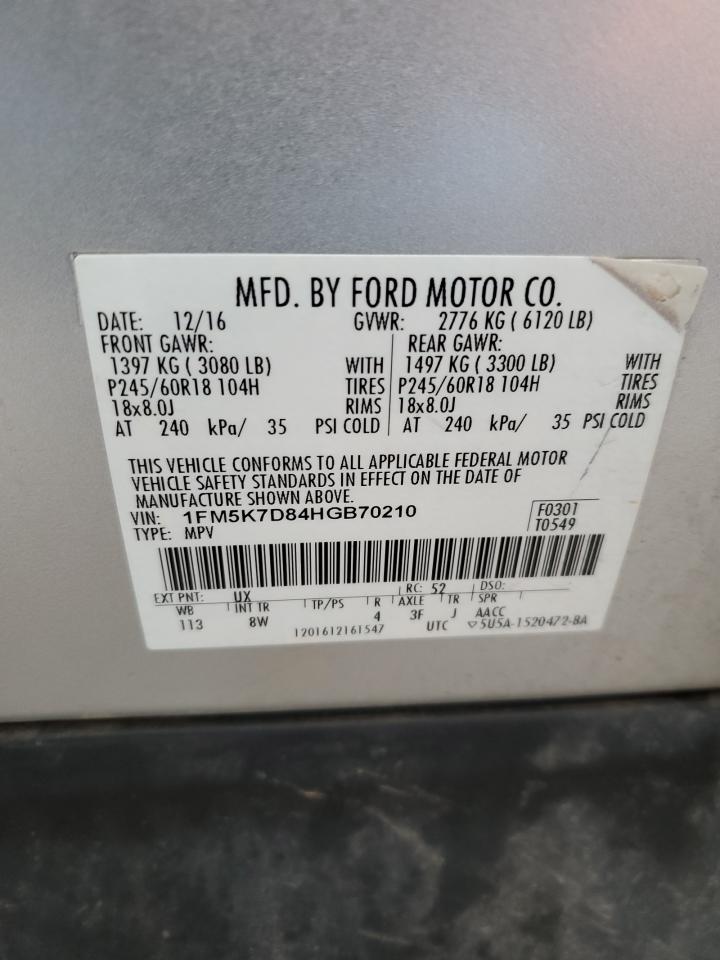 MFD. BY FORD MOTOR CO.
DATE: 12/16 GVWR: 2776 KG ( 6120 LB)
FRONT GAWR: REAR GAWR:
1397 KG ( 3080 LB) WITH 1497 KG ( 3300 LB) WITH
P245/60R18 104H TIRES P245/60R18 104H TIRES
18x8.0J RIMS 18x8.0J RIMS
AT 240 kPa/ 35 PSI COLD AT 240 kPa/ 35 PSI COLD
THIS VEHICLE CONFORMS TO ALL APPLICABLE FEDERAL MOTOR
VEHICLE SAFETY STANDARDS IN EFFECT ON THE DATE OF
MANUFACTURE SHOWN ABOVE.
VIN: 1FM5K7D84HGB70210 F0301
TYPE: MPV T0549
EXT PNT: UX RC: 52 DSO:
WB INT TR TP/PS R AXLE TR SPR
113 8W 4 3F J AACC
1201612161547 UTC ▽5U5A-1520472-BA